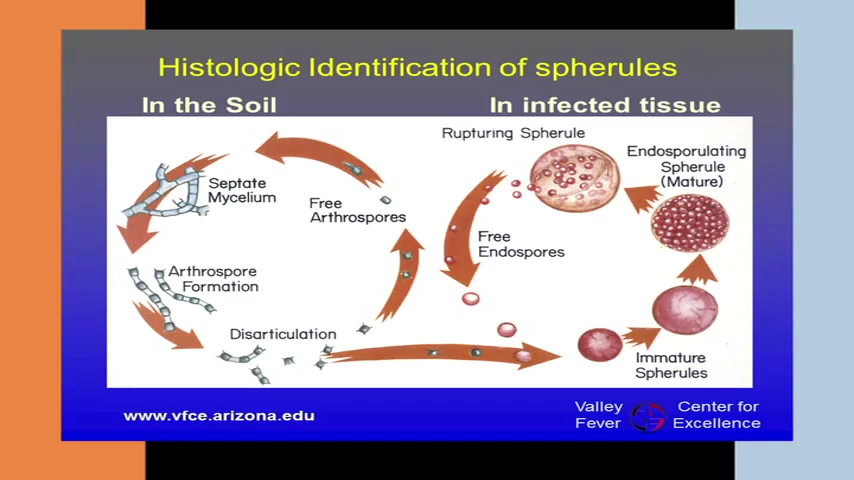 Histologic Identification of spherules
In the Soil
In infected tissue
Septate
Mycelium
Free
Arthrospores
Arthrospore
Formation
Disarticulation
Rupturing Spherule
Endosporulating
Spherule
(Mature)
Free
Endospores
Immature
Spherules
www.vfce.arizona.edu
Valley
Fever
Center for
Excellence